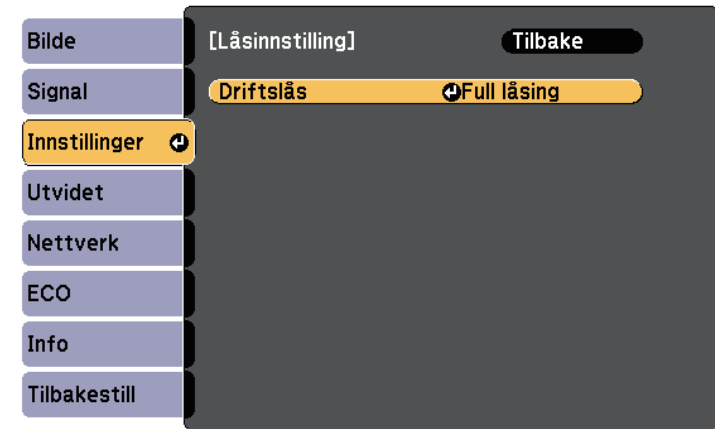 Bilde
Signal
Innstillinger
Utvidet
Nettverk
ECO
Info
Tilbakestill
[Låsinnstilling] Tilbake
Driftslås Full låsing